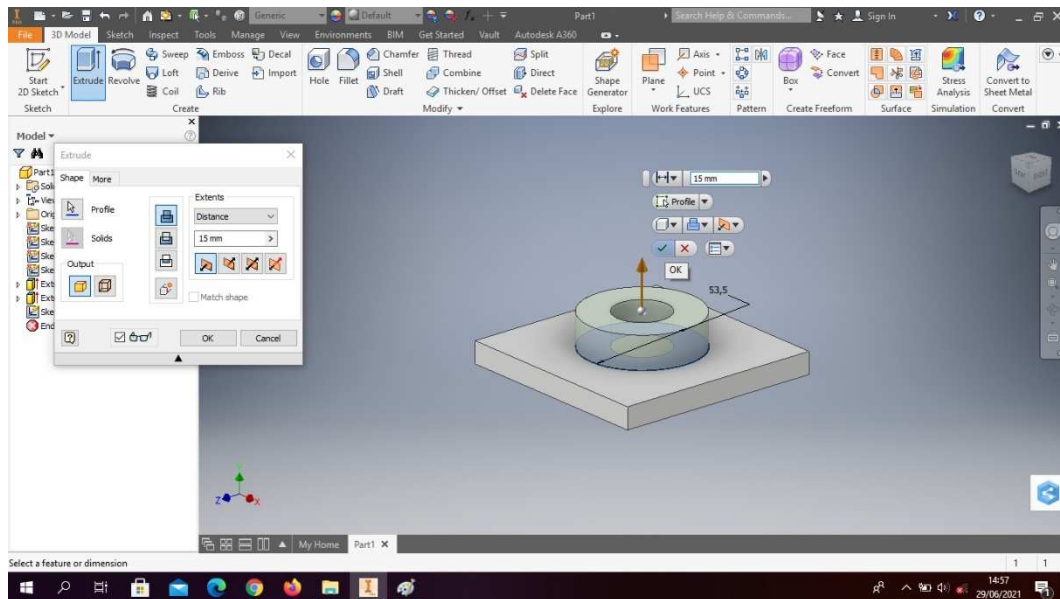 Generic
Default
Part1
Search Help & Commands...
Sign In
File 3D Model Sketch Inspect Tools Manage View Environments BIM Get Started Vault Autodesk A360
Start
2D Sketch
Extrude
Revolve
Sweep
Loft
Coil
Emboss
Derive
Rib
Decal
Import
Hole
Fillet
Chamfer
Shell
Draft
Thread
Combine
Thicken/ Offset
Split
Direct
Delete Face
Shape
Generator
Plane
Axis
Point
UCS
Box
Face
Convert
Stress
Analysis
Convert to
Sheet Metal
Sketch
Create
Modify
Explore
Work Features
Pattern
Create Freeform
Surface
Simulation
Convert
Model
Part1
Extrude
Shape More
Profile
Solids
Output
Extents
Distance
15 mm
Match shape
OK
Cancel
15 mm
Profile
OK
53,5
Y
Z
X
My Home Part1
Select a feature or dimension
1 1
14:57
29/06/2021